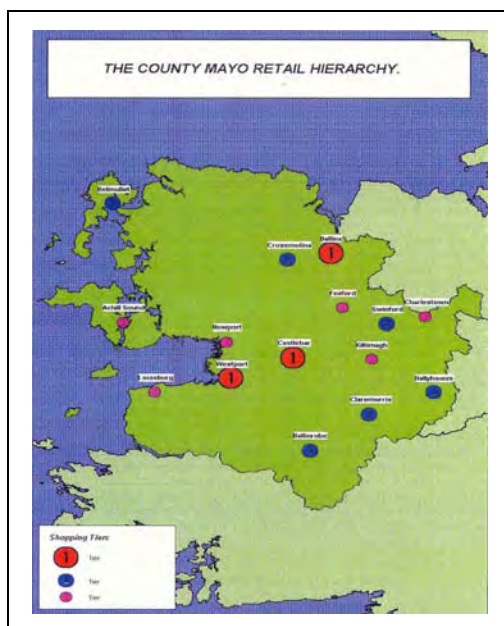 THE COUNTY MAYO RETAIL HIERARCHY.
Belmullet
Ballina
Crossmolina
Foxford
Charlestown
Achill Sound
Swinford
Newport
Castlebar
Kiltimagh
Westport
1
1
1
Louisburg
Ballyhaunis
Claremorris
Ballinrobe
Shopping Tiers
1
Tier
Tier
Tier